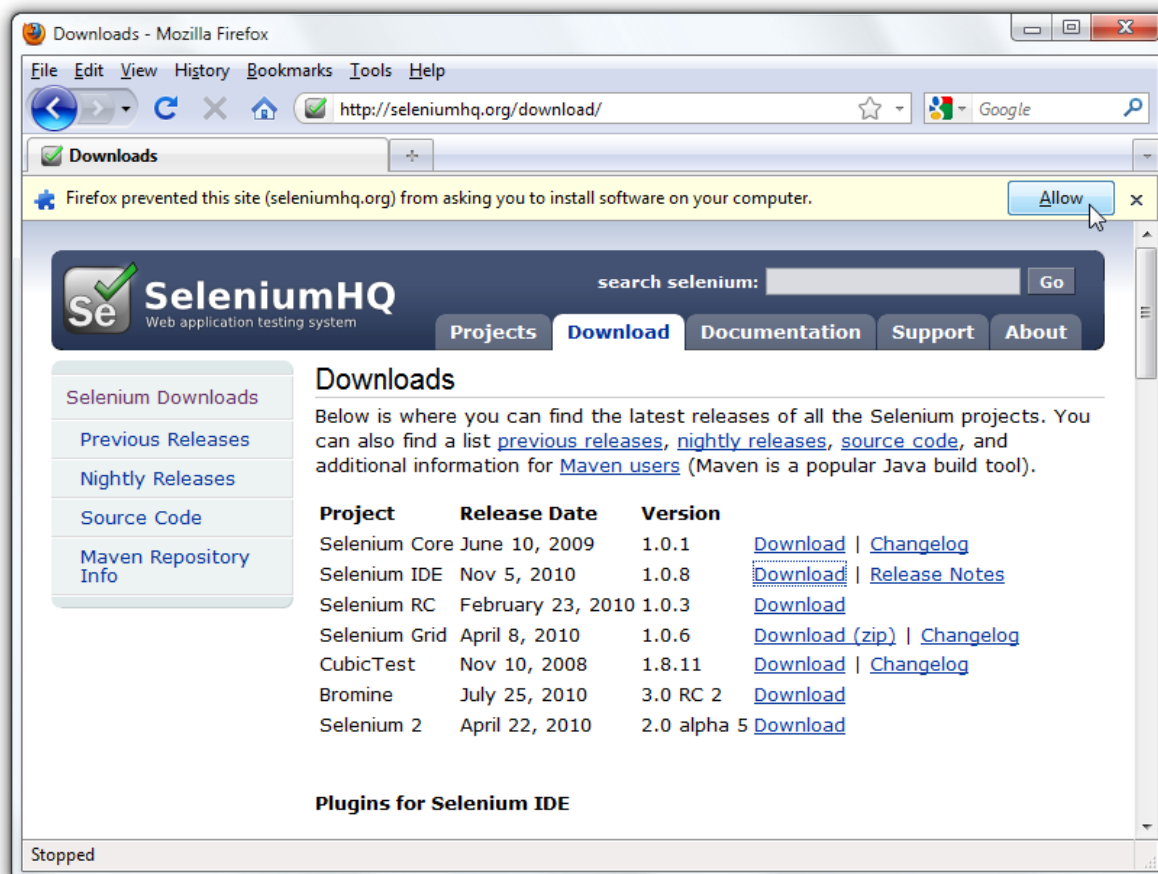 Downloads - Mozilla Firefox
File Edit View History Bookmarks Tools Help
http://seleniumhq.org/download/ Google
Downloads
Firefox prevented this site (seleniumhq.org) from asking you to install software on your computer. Allow
search selenium: Go
Se SeleniumHQ
Web application testing system
Projects Download Documentation Support About
Selenium Downloads
Previous Releases
Nightly Releases
Source Code
Maven Repository
Info
Downloads
Below is where you can find the latest releases of all the Selenium projects. You
can also find a list previous releases, nightly releases, source code, and
additional information for Maven users (Maven is a popular Java build tool).
Project Release Date Version
Selenium Core June 10, 2009 1.0.1 Download | Changelog
Selenium IDE Nov 5, 2010 1.0.8 Download | Release Notes
Selenium RC February 23, 2010 1.0.3 Download
Selenium Grid April 8, 2010 1.0.6 Download (zip) | Changelog
CubicTest Nov 10, 2008 1.8.11 Download | Changelog
Bromine July 25, 2010 3.0 RC 2 Download
Selenium 2 April 22, 2010 2.0 alpha 5 Download
Plugins for Selenium IDE
Stopped